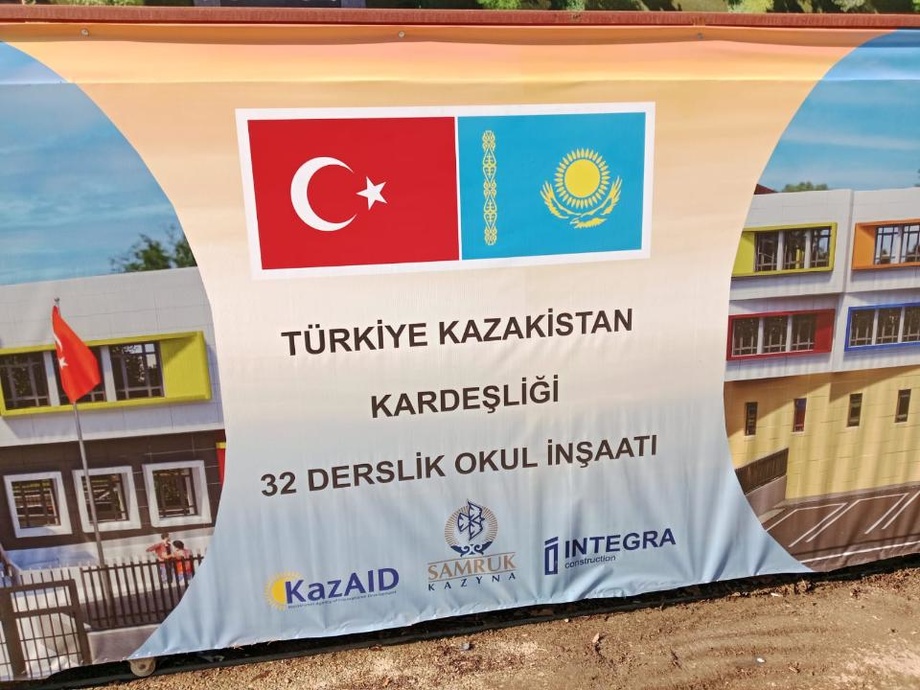 TÜRKİYE KAZAKİSTAN
KARDEŞLİĞİ
32 DERSLİK OKUL İNŞAATI
KazAID
SAMRUK
KAZYNA
INTEGRA
construction